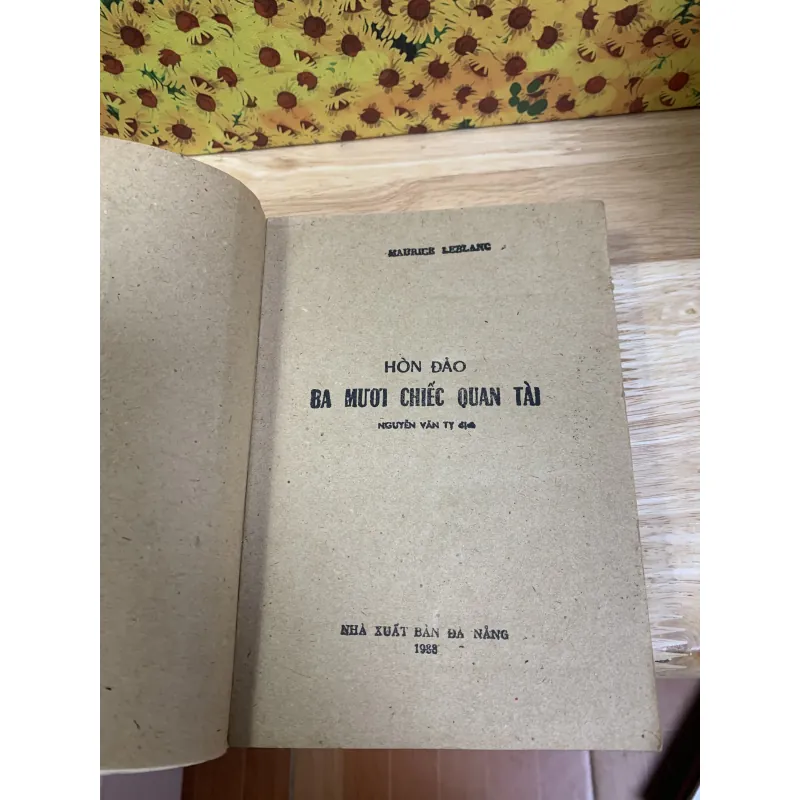 MAURICE LEBLANC
HÒN ĐẢO
BA MƯƠI CHIẾC QUAN TÀI
NGUYỄN VĂN TỴ dịch
NHÀ XUẤT BẢN ĐÀ NẴNG
1988